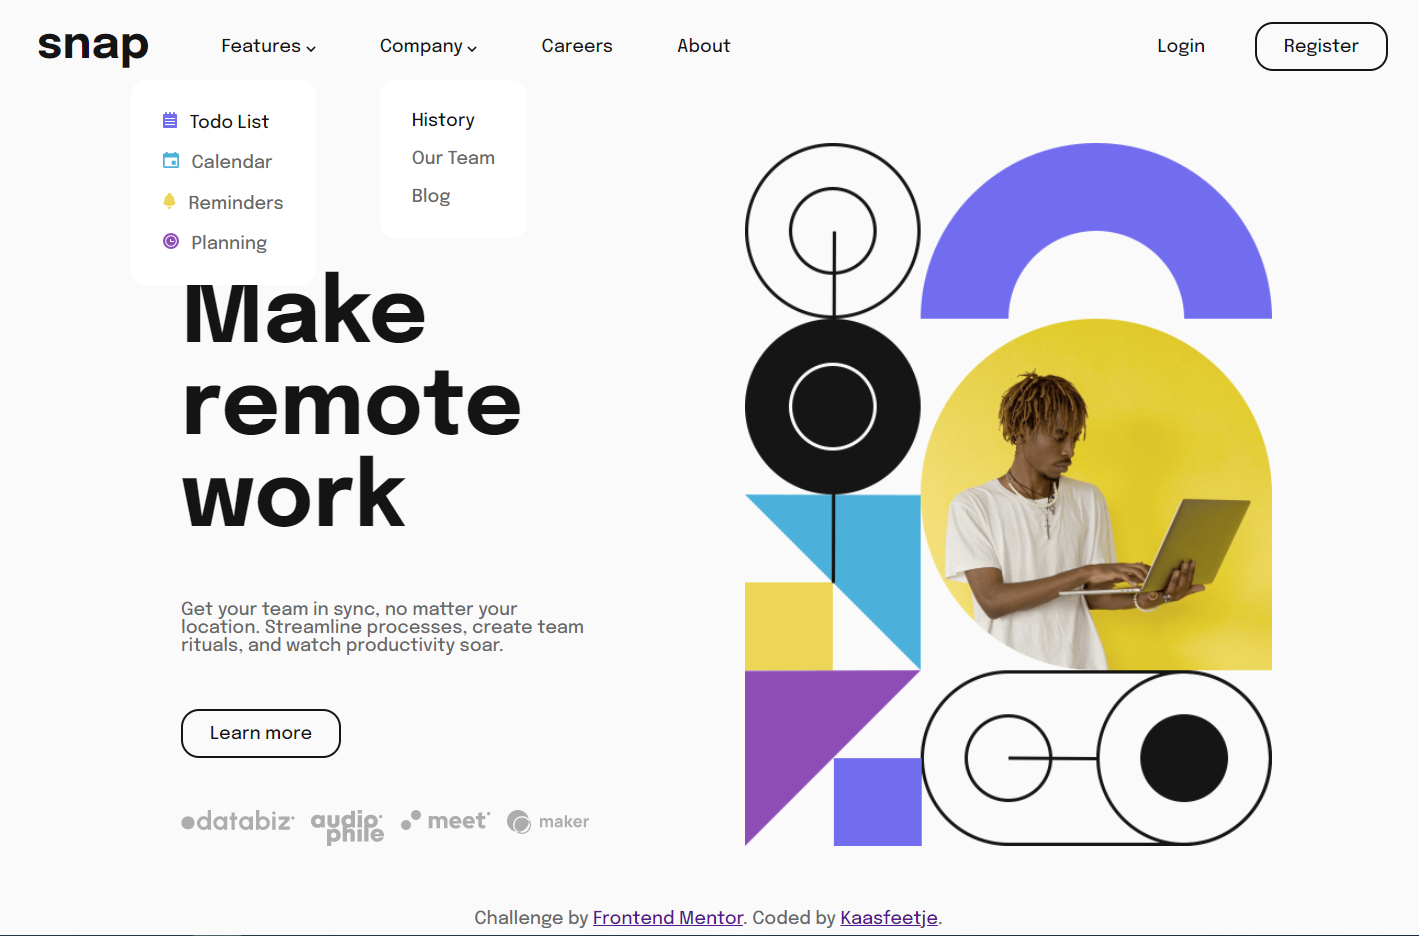 snap
Features
Company
Careers
About
Login
Register
Todo List
Calendar
Reminders
Planning
History
Our Team
Blog
Make
remote
work
Get your team in sync, no matter your
location. Streamline processes, create team
rituals, and watch productivity soar.
Learn more
databiz
audio
phile
meet
maker
Challenge by Frontend Mentor. Coded by Kaasfeetje.